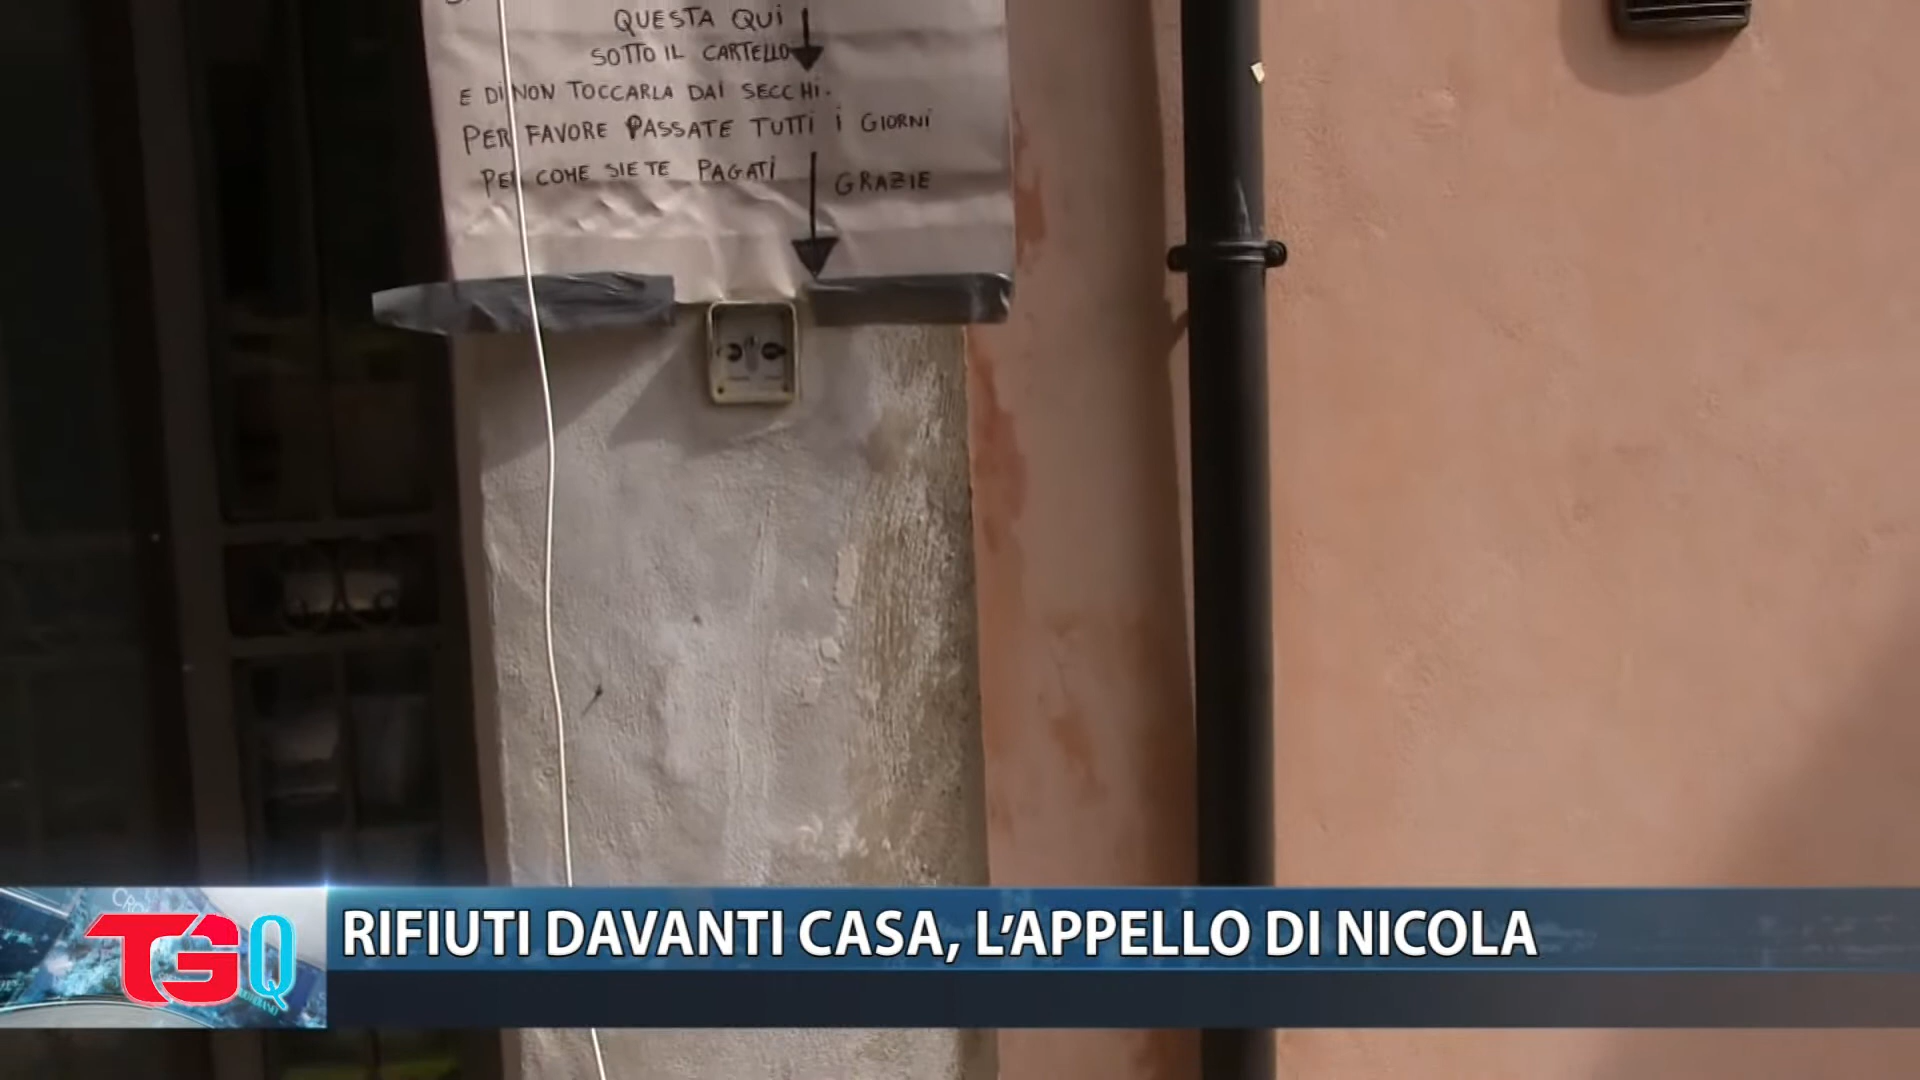 QUESTA QUI
SOTTO IL CARTELLO
E DI NON TOCCARLA DAI SECCHI.
PER FAVORE PASSATE TUTTI I GIORNI
PER COME SIETE PAGATI
GRAZIE
TGQ
RIFIUTI DAVANTI CASA, L'APPELLO DI NICOLA